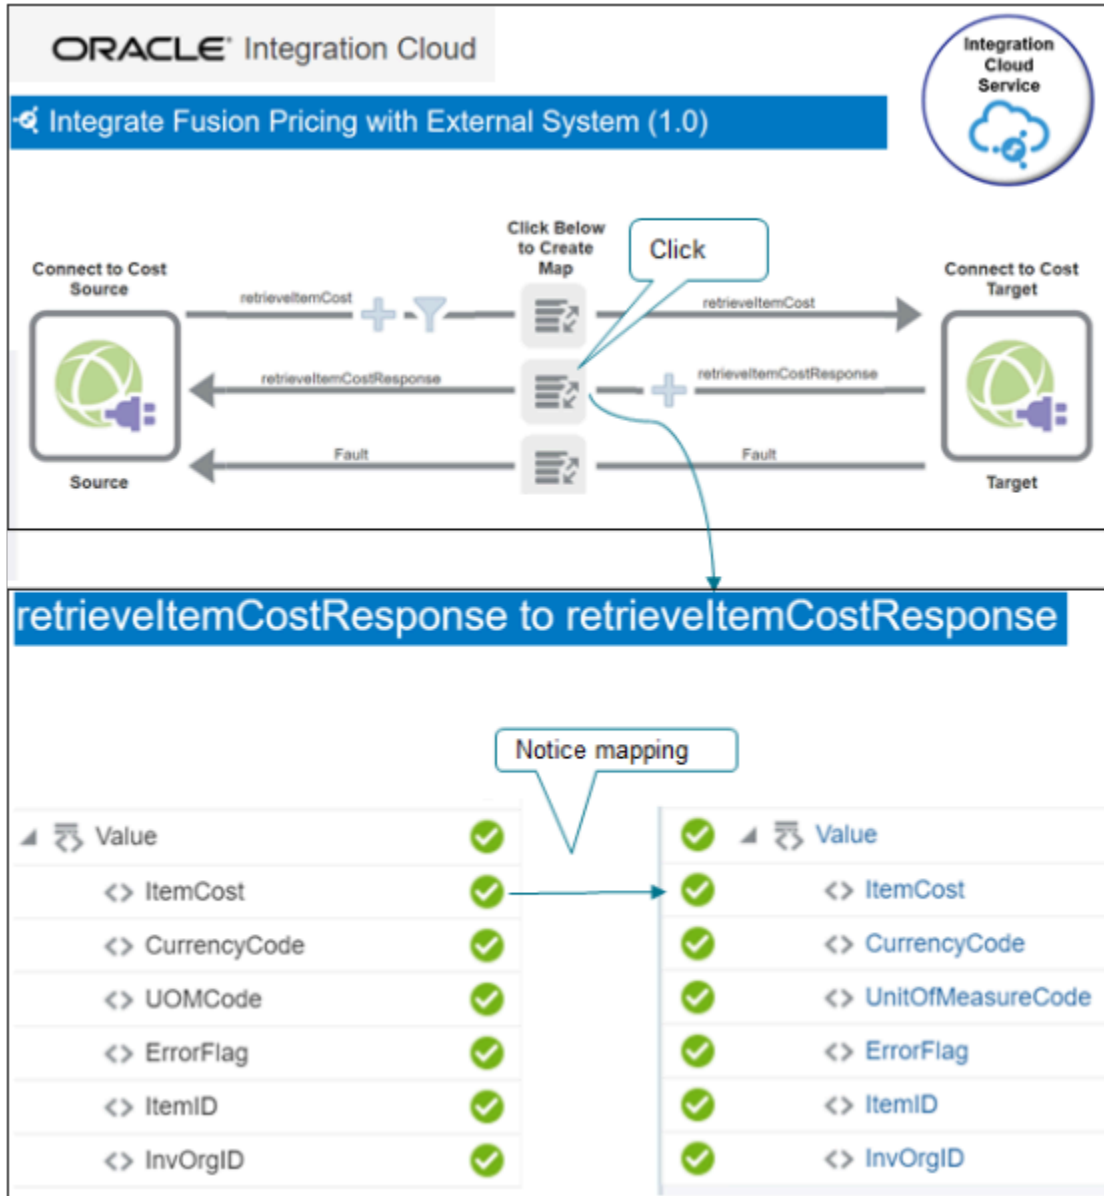 ORACLE Integration Cloud
Integration
Cloud
Service
Integrate Fusion Pricing with External System (1.0)
Click Below
to Create
Map
Click
Connect to Cost
Source
Connect to Cost
Target
retrieveItemCost
retrieveItemCost
retrieveItemCostResponse
retrieveItemCostResponse
Fault
Fault
Source
Target
retrieveItemCostResponse to retrieveItemCostResponse
Notice mapping
Value
Value
ItemCost
ItemCost
CurrencyCode
CurrencyCode
UOMCode
UnitOfMeasureCode
ErrorFlag
ErrorFlag
ItemID
ItemID
InvOrgID
InvOrgID